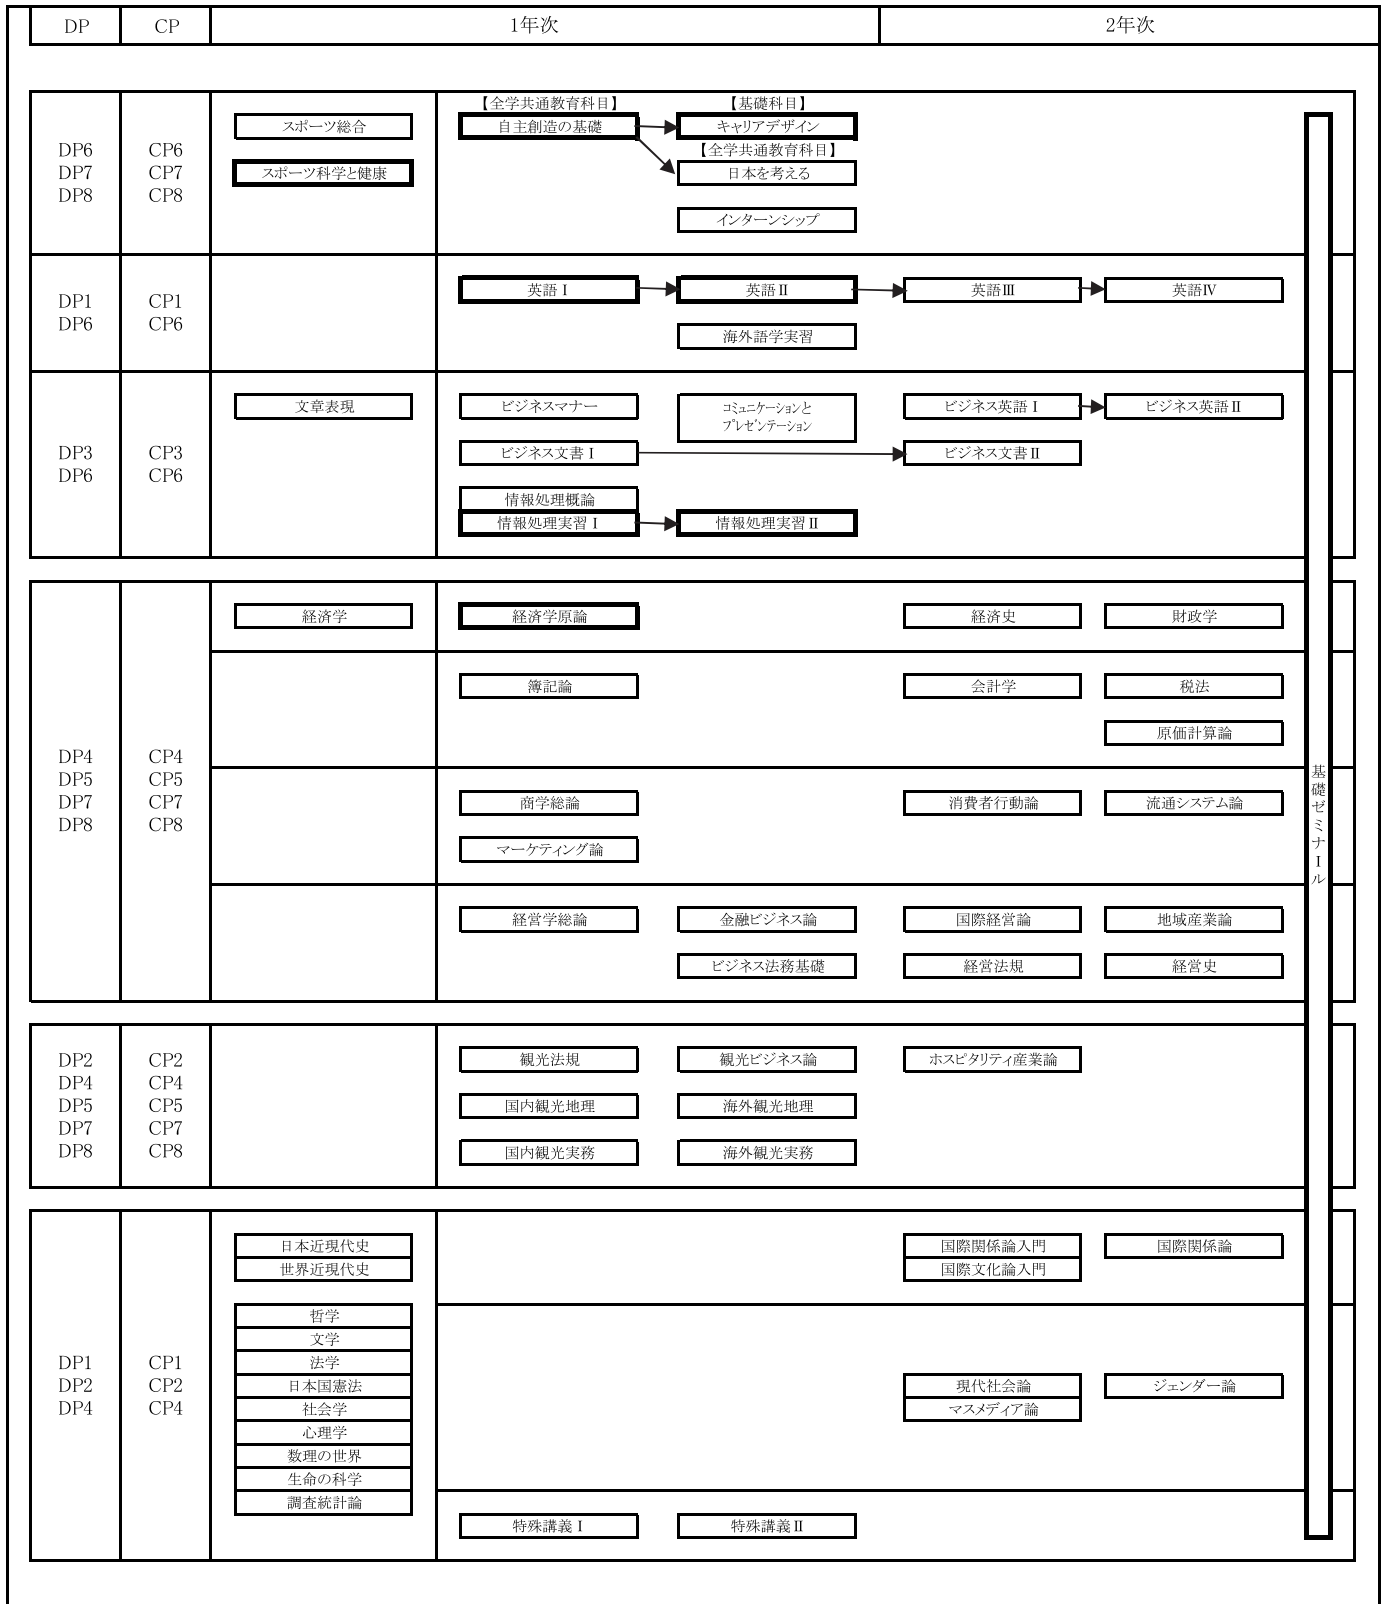 DP
CP
1年次
2年次
DP6
DP7
DP8
CP6
CP7
CP8
スポーツ総合
スポーツ科学と健康
【全学共通教育科目】
自主創造の基礎
【基礎科目】
キャリアデザイン
【全学共通教育科目】
日本を考える
インターンシップ
DP1
DP6
CP1
CP6
英語Ⅰ
英語Ⅱ
英語Ⅲ
英語Ⅳ
海外語学実習
DP3
DP6
CP3
CP6
文章表現
ビジネスマナー
コミュニケーションと
プレゼンテーション
ビジネス英語Ⅰ
ビジネス英語Ⅱ
ビジネス文書Ⅰ
ビジネス文書Ⅱ
情報処理概論
情報処理実習Ⅰ
情報処理実習Ⅱ
DP4
DP5
DP7
DP8
CP4
CP5
CP7
CP8
経済学
経済学原論
経済史
財政学
簿記論
会計学
税法
原価計算論
商学総論
消費者行動論
流通システム論
マーケティング論
経営学総論
金融ビジネス論
国際経営論
地域産業論
ビジネス法務基礎
経営法規
経営史
基礎ゼミナール
DP2
DP4
DP5
DP7
DP8
CP2
CP4
CP5
CP7
CP8
観光法規
観光ビジネス論
ホスピタリティ産業論
国内観光地理
海外観光地理
国内観光実務
海外観光実務
DP1
DP2
DP4
CP1
CP2
CP4
日本近現代史
世界近現代史
哲学
文学
法学
日本国憲法
社会学
心理学
数理の世界
生命の科学
調査統計論
国際関係論入門
国際文化論入門
国際関係論
現代社会論
マスメディア論
ジェンダー論
特殊講義Ⅰ
特殊講義Ⅱ